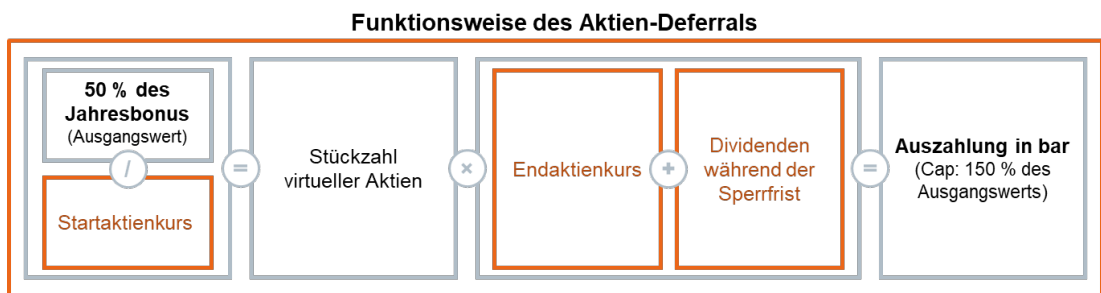 Funktionsweise des Aktien-Deferrals
50 % des
Jahresbonus
(Ausgangswert)
/
Startaktienkurs
=
Stückzahl
virtueller Aktien
×
Endaktienkurs
+
Dividenden
während der
Sperrfrist
=
Auszahlung in bar
(Cap: 150 % des
Ausgangswerts)